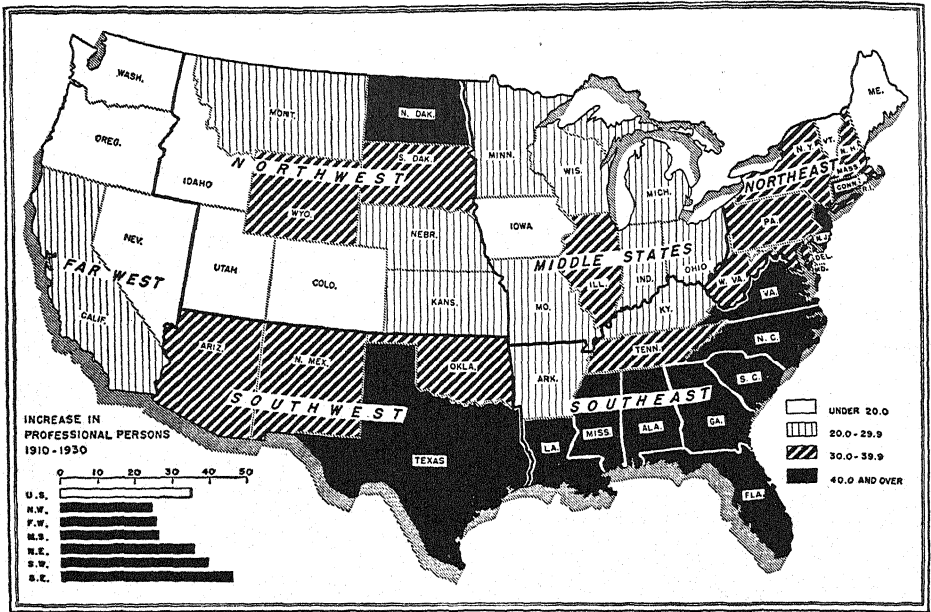 WASH.
MONT.
N. DAK.
MINN.
ME.
OREG.
NORTHWEST
S. DAK.
WIS.
MICH.
N.Y.
VT.
N.H.
MASS.
CONN.
R.I.
NORTHEAST
IDAHO
WYO.
NEBR.
IOWA
PA.
N.J.
DEL.
MD.
NEV.
UTAH
COLO.
KANS.
MIDDLE STATES
MO.
ILL.
IND.
OHIO
W. VA.
VA.
KY.
FAR WEST
CALIF.
ARIZ.
N. MEX.
OKLA.
ARK.
TENN.
N. C.
S. C.
SOUTHWEST
SOUTHEAST
TEXAS
LA.
MISS.
ALA.
GA.
FLA.
INCREASE IN
PROFESSIONAL PERSONS
1910-1930
0 10 20 30 40 50
U.S.
N.W.
F.W.
M.S.
N.E.
S.W.
S.E.
UNDER 20.0
20.0-29.9
30.0-39.9
40.0 AND OVER